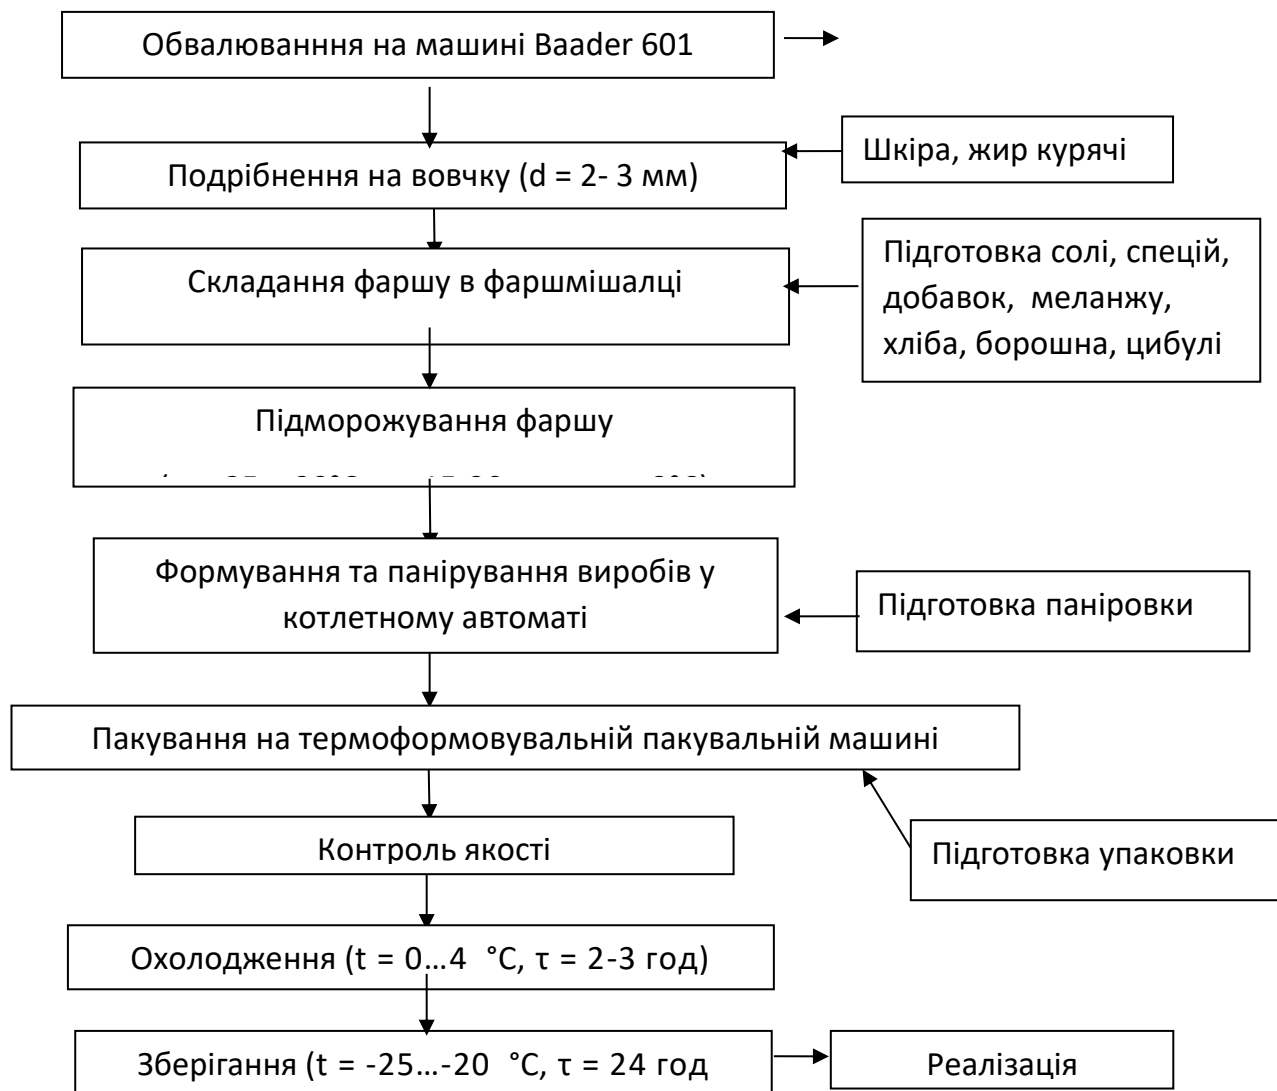 Обвалюванння на машині Baader 601
Подрібнення на вовчку (d = 2- 3 мм)
Шкіра, жир курячі
Складання фаршу в фаршмішалці
Підготовка солі, спецій,
добавок, меланжу,
хліба, борошна, цибулі
Підморожування фаршу
Формування та панірування виробів у
котлетному автоматі
Підготовка паніровки
Пакування на термоформовувальній пакувальній машині
Контроль якості
Підготовка упаковки
Охолодження (t = 0...4 °С, τ = 2-3 год)
Зберігання (t = -25...-20 °С, τ = 24 год
Реалізація